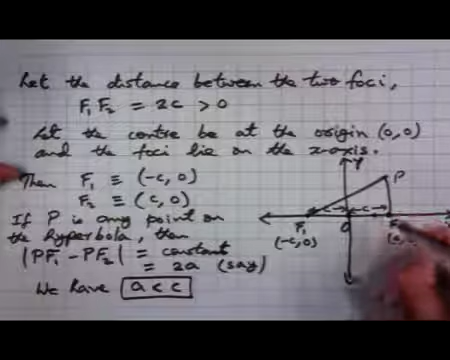 Let the distance between the two foci,
F₁F₂ = 2c > 0
Let the centre be at the origin (0,0)
and the foci lie on the x-axis.
Then F₁ ≡ (-c, 0)
F₂ ≡ (c, 0)
If P is any point on
the hyperbola, then
|PF₁ - PF₂| = constant
= 2a (say)
We have a < c
y
P
c c
F₁ O
(-c,0)